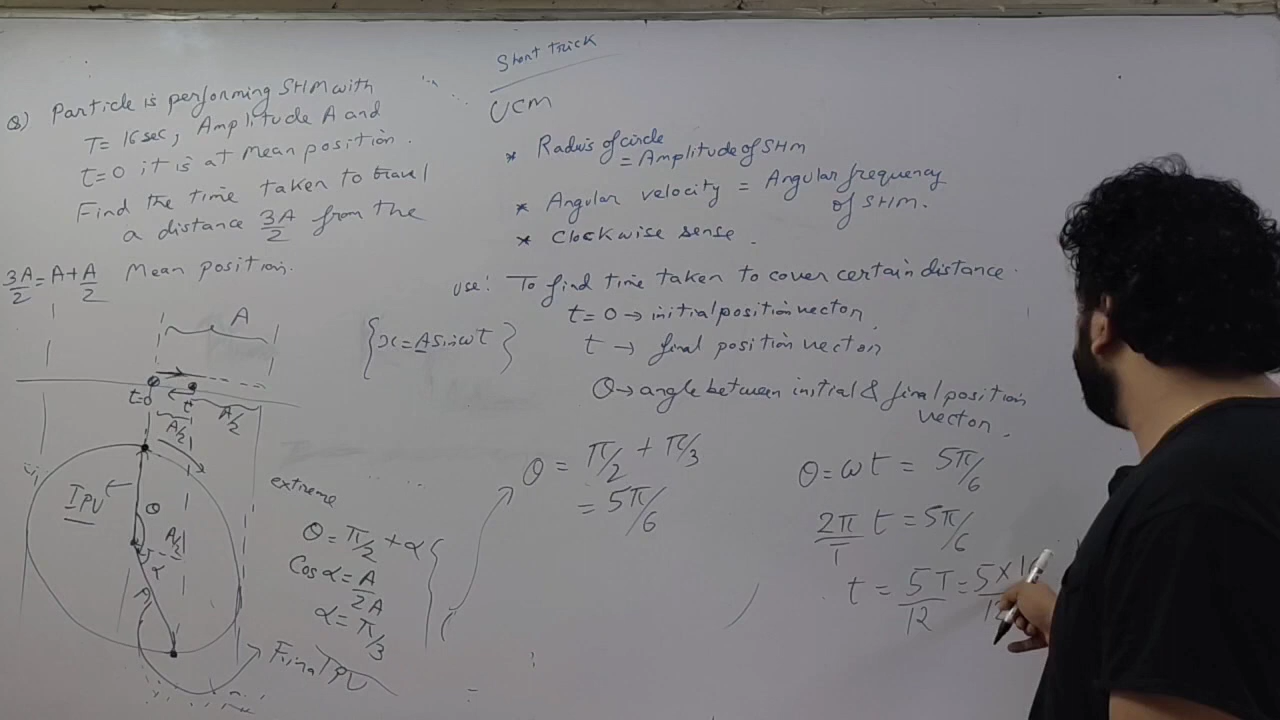 Q) Particle is performing SHM with
T= 16 sec, Amplitude A and
t=0 it is at Mean position.
Find the time taken to travel
a distance 3A/2 from the
Mean position.
3A/2 = A + A/2
A
t=0
t
A/2
A/2
IPV
θ
A/2
α
A
extreme
θ = π/2 + α
Cos α = A/2A
α = π/3
Final PV
{x = A sin ωt}
Short trick
UCM
* Radius of circle
= Amplitude of SHM
* Angular velocity = Angular frequency
of SHM.
* Clockwise sense.
use: To find time taken to cover certain distance.
t=0 → initial position vector
t → final position vector
θ → angle between initial & final position
vector.
θ = π/2 + π/3
= 5π/6
θ = ωt = 5π/6
2π/T t = 5π/6
t = 5T/12 = 5×1